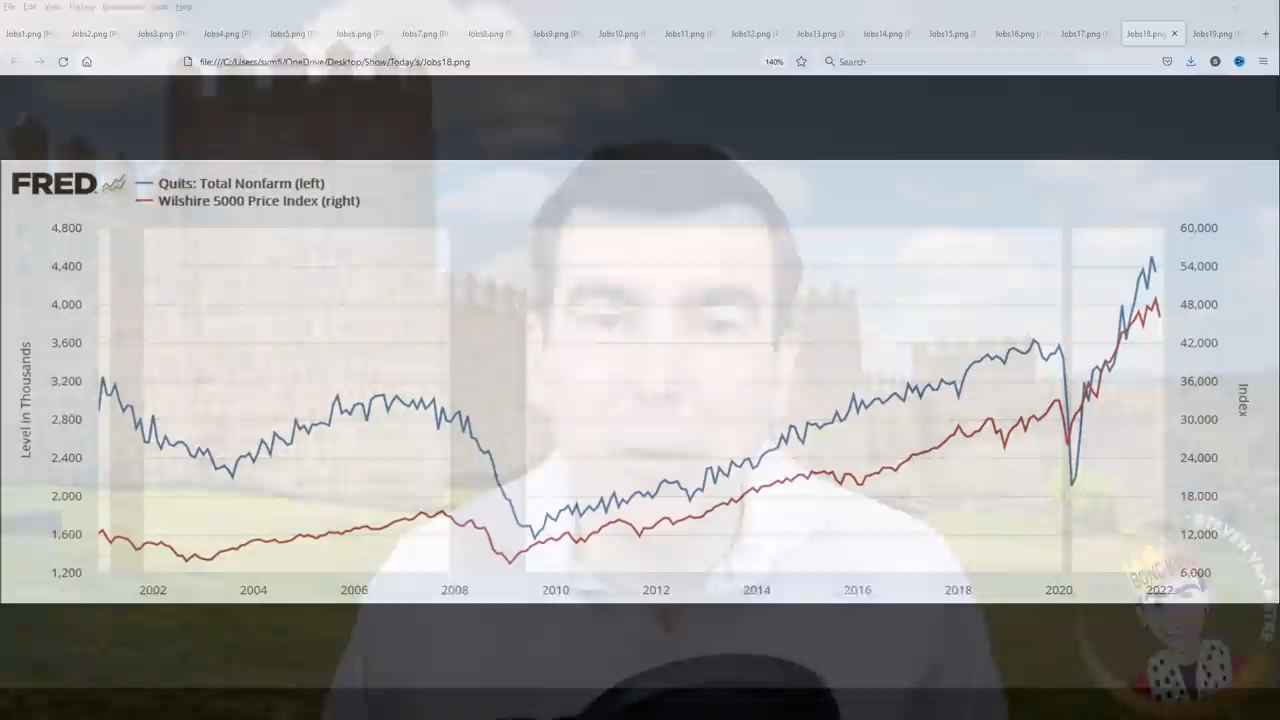 File Edit View
Help
Jobs1.png (P
Jobs2.png (P
Jobs3.png (P
Jobs4.png (P
Jobs5.png (P
Jobs6.png (P
Jobs7.png (P
Jobs8.png (P
Jobs9.png (P
Jobs10.png (
Jobs11.png (
Jobs12.png (
Jobs13.png (
Jobs14.png (
Jobs15.png (
Jobs16.png (
Jobs17.png (
Jobs18.png
Jobs19.png (
file:///C:/Users/symfi/OneDrive/Desktop/Show/Today's/Jobs18.png
140%
Search
FRED
Quits: Total Nonfarm (left)
Wilshire 5000 Price Index (right)
4,800
4,400
4,000
3,600
3,200
2,800
2,400
2,000
1,600
1,200
Level in Thousands
60,000
54,000
48,000
42,000
36,000
30,000
24,000
18,000
12,000
6,000
Index
2002
2004
2006
2008
2010
2012
2014
2016
2018
2020
2022
STEVEN VAN